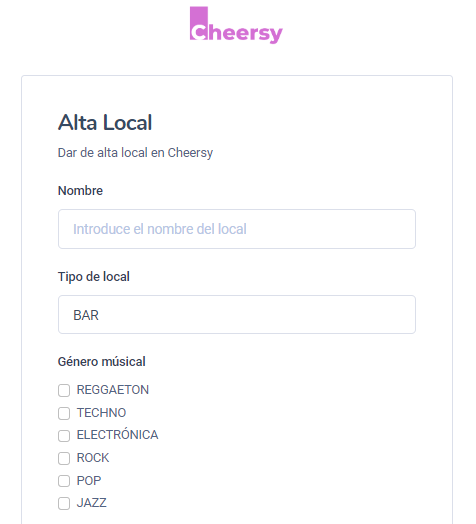 Cheersy
Alta Local
Dar de alta local en Cheersy
Nombre
Introduce el nombre del local
Tipo de local
BAR
Género músical
REGGAETON
TECHNO
ELECTRÓNICA
ROCK
POP
JAZZ